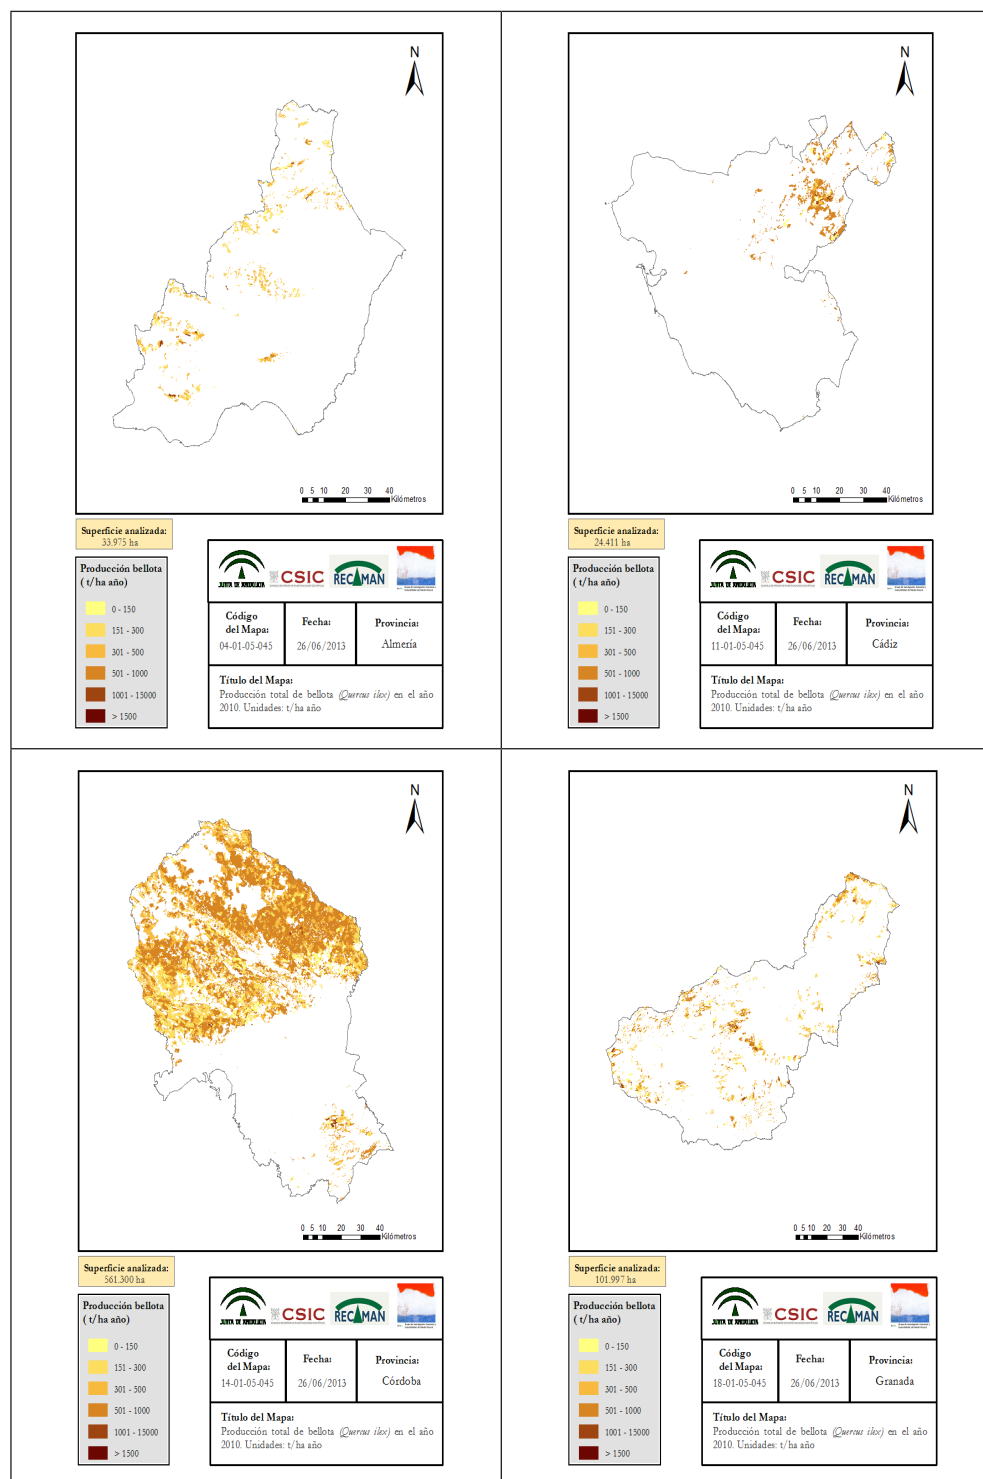 N
0 5 10 20 30 40
Kilómetros
Superficie analizada:
33.975 ha
Producción bellota
( t/ha año)
0 - 150
151 - 300
301 - 500
501 - 1000
1001 - 15000
> 1500
JUNTA DE ANDALUCIA
CSIC
RECAMAN
Código
del Mapa:
04-01-05-045
Fecha:
26/06/2013
Provincia:
Almería
Título del Mapa:
Producción total de bellota (Quercus ilex) en el año
2010. Unidades: t/ha año
N
0 5 10 20 30 40
Kilómetros
Superficie analizada:
24.411 ha
Producción bellota
( t/ha año)
0 - 150
151 - 300
301 - 500
501 - 1000
1001 - 15000
> 1500
JUNTA DE ANDALUCIA
CSIC
RECAMAN
Código
del Mapa:
11-01-05-045
Fecha:
26/06/2013
Provincia:
Cádiz
Título del Mapa:
Producción total de bellota (Quercus ilex) en el año
2010. Unidades: t/ha año
N
0 5 10 20 30 40
Kilómetros
Superficie analizada:
561.300 ha
Producción bellota
( t/ha año)
0 - 150
151 - 300
301 - 500
501 - 1000
1001 - 15000
> 1500
JUNTA DE ANDALUCIA
CSIC
RECAMAN
Código
del Mapa:
14-01-05-045
Fecha:
26/06/2013
Provincia:
Córdoba
Título del Mapa:
Producción total de bellota (Quercus ilex) en el año
2010. Unidades: t/ha año
N
0 5 10 20 30 40
Kilómetros
Superficie analizada:
101.997 ha
Producción bellota
( t/ha año)
0 - 150
151 - 300
301 - 500
501 - 1000
1001 - 15000
> 1500
JUNTA DE ANDALUCIA
CSIC
RECAMAN
Código
del Mapa:
18-01-05-045
Fecha:
26/06/2013
Provincia:
Granada
Título del Mapa:
Producción total de bellota (Quercus ilex) en el año
2010. Unidades: t/ha año